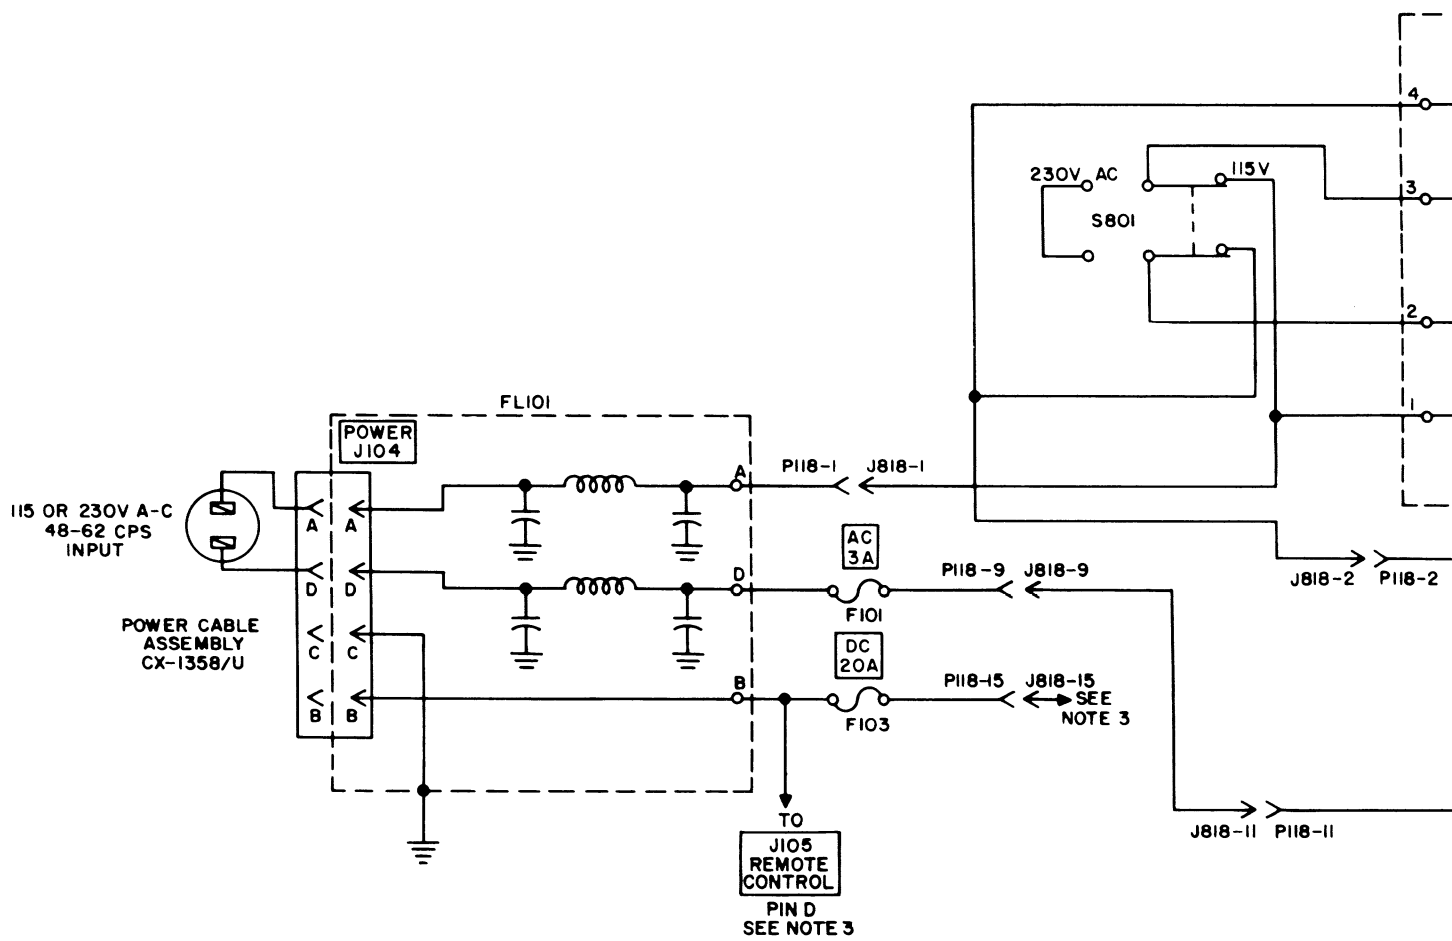 4
230V AC
115V
3
S801
2
1
FL101
POWER
J104
A
P118-1
J818-1
115 OR 230V A-C
48-62 CPS
INPUT
A
A
AC
3A
D
P118-9
J818-9
J818-2
P118-2
D
D
F101
POWER CABLE
ASSEMBLY
CX-1358/U
C
C
DC
20A
B
P118-15
J818-15
SEE
NOTE 3
B
B
F103
TO
J105
REMOTE
CONTROL
PIN D
SEE NOTE 3
J818-11
P118-11